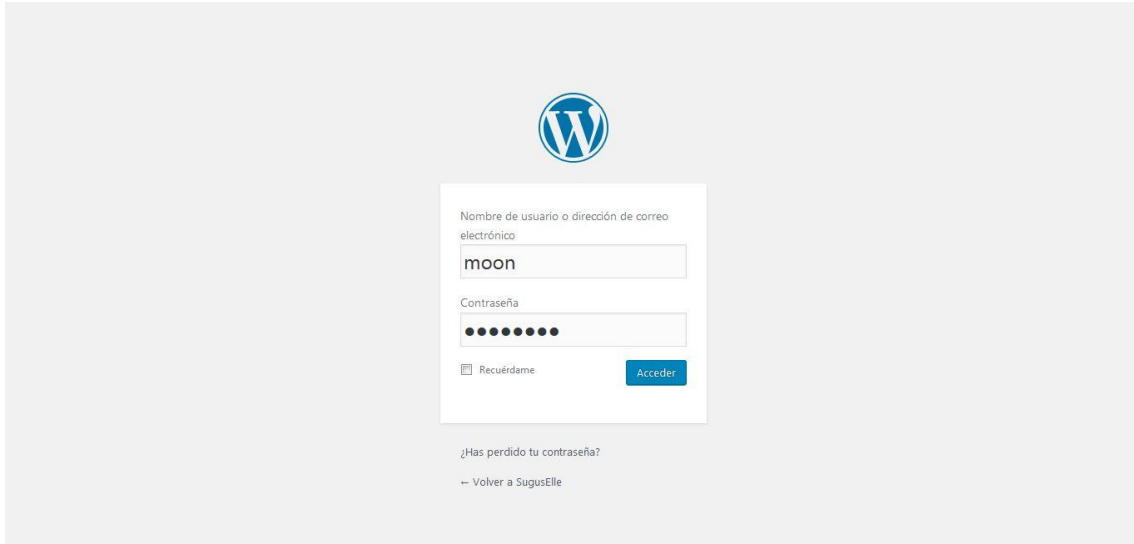 Nombre de usuario o dirección de correo
electrónico
moon
Contraseña
●●●●●●●●
Recuérdame
Acceder
¿Has perdido tu contraseña?
← Volver a SugusElle